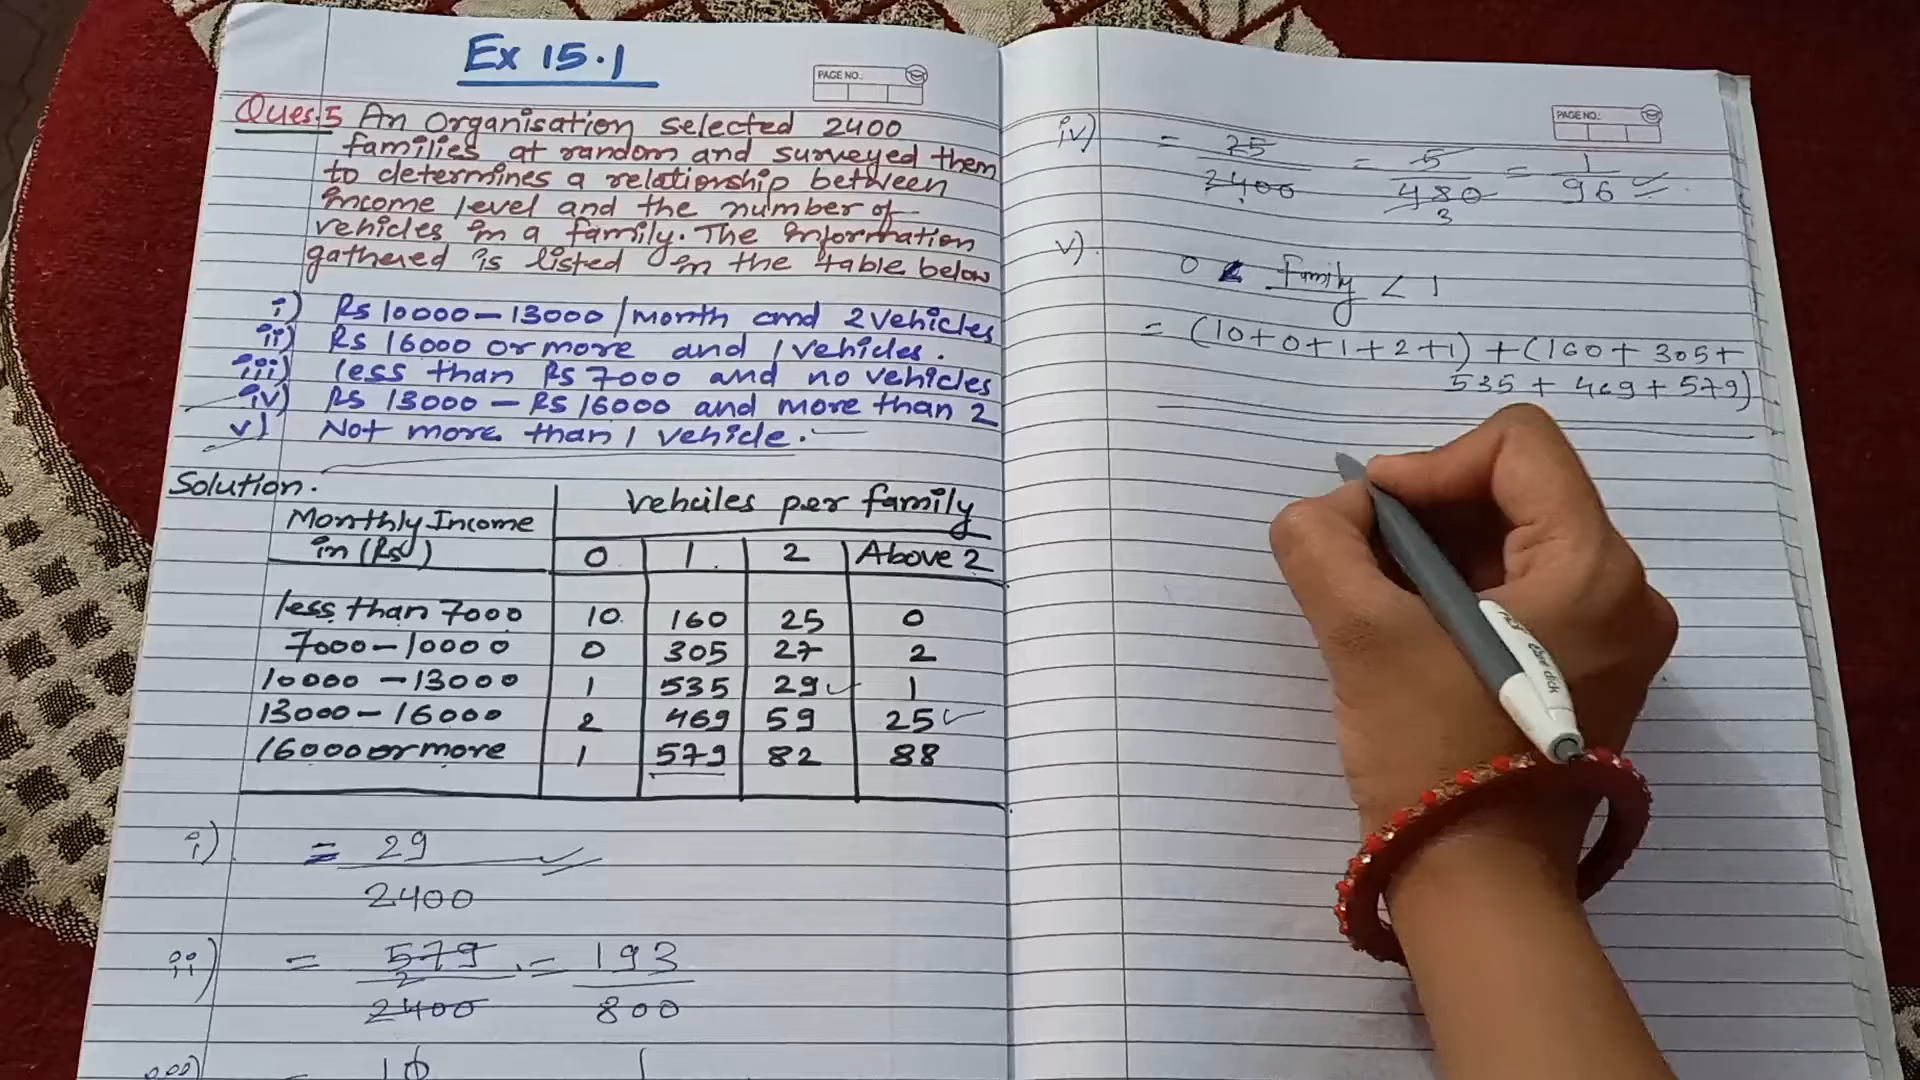 Ex 15.1
PAGE NO.:
Ques.5 An Organisation selected 2400
families at random and surveyed them
to determines a relationship between
income level and the number of
vehicles in a family. The information
gathered is listed in the table below
i) Rs 10000-13000/month and 2 vehicles
ii) Rs 16000 or more and 1 vehicles.
iii) less than Rs 7000 and no vehicles
iv) Rs 13000 - Rs 16000 and more than 2
v) Not more than 1 vehicle.
Solution.
Monthly Income in (Rs) vehciles per family
0 1 2 Above 2
less than 7000 10 160 25 0
7000-10000 0 305 27 2
10000-13000 1 535 29 1
13000-16000 2 469 59 25
16000 or more 1 579 82 88
i) = 29
2400
ii) = 579 = 193
2400 800
iii) = 10 1
PAGE NO.:
iv) = 25 = 5 = 1
2400 480 96
v) 0 family < 1
= (10+0+1+2+1) + (160+305+
535+469+579)